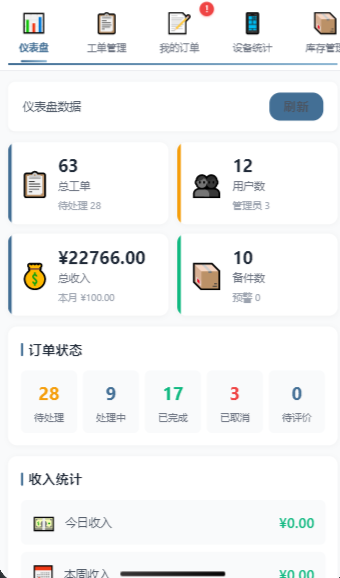 !
仪表盘 工单管理 我的订单 设备统计 库存管
仪表盘数据 刷新
63 12
总工单 用户数
待处理 28 管理员 3
¥22766.00 10
总收入 备件数
本月 ¥100.00 预警 0
订单状态
28 9 17 3 0
待处理 处理中 已完成 已取消 待评价
收入统计
今日收入 ¥0.00
本周收入 ¥0.00